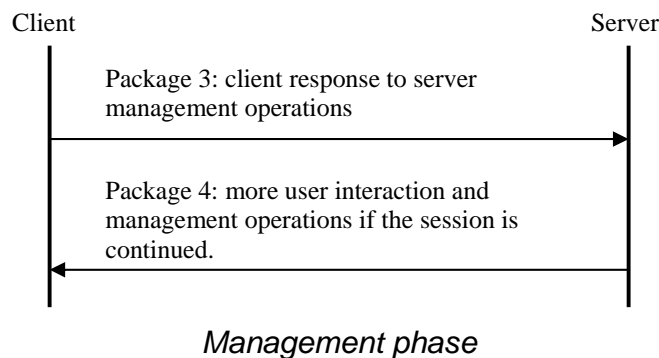 Client Server
Package 3: client response to server
management operations
Package 4: more user interaction and
management operations if the session is
continued.
Management phase